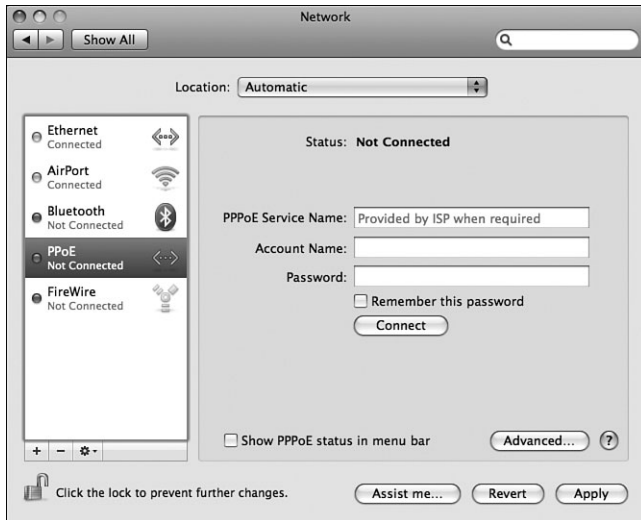 Network
Show All
Location: Automatic
Ethernet
Connected
AirPort
Connected
Bluetooth
Not Connected
PPoE
Not Connected
FireWire
Not Connected
Status: Not Connected
PPPoE Service Name: Provided by ISP when required
Account Name:
Password:
Remember this password
Connect
Show PPPoE status in menu bar
Advanced... ?
Click the lock to prevent further changes.
Assist me... Revert Apply